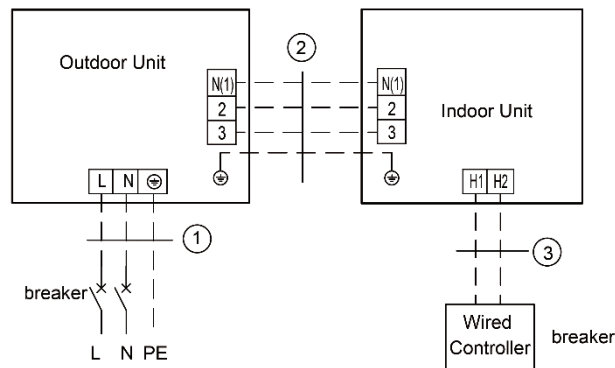 Outdoor Unit
N(1)
2
3
L N
1
breaker
L N PE
2
Indoor Unit
N(1)
2
3
H1 H2
3
Wired
Controller
breaker